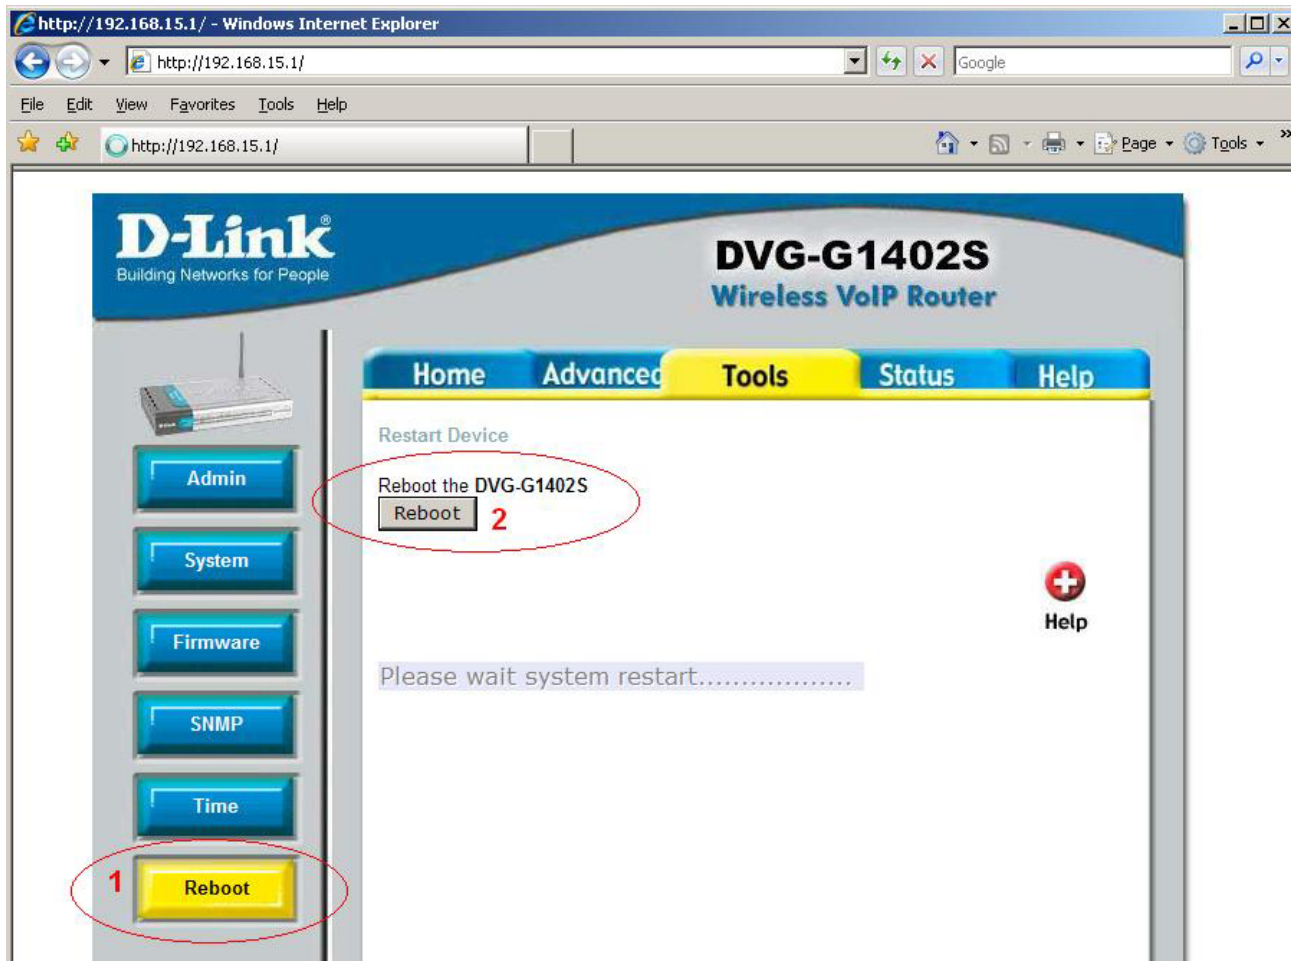 http://192.168.15.1/ - Windows Internet Explorer
http://192.168.15.1/
Google
File Edit View Favorites Tools Help
http://192.168.15.1/
Page Tools »
D-Link®
Building Networks for People
DVG-G1402S
Wireless VoIP Router
Home Advanced Tools Status Help
Restart Device
Reboot the DVG-G1402S
Reboot 2
Help
Please wait system restart..................
Admin
System
Firmware
SNMP
Time
1 Reboot